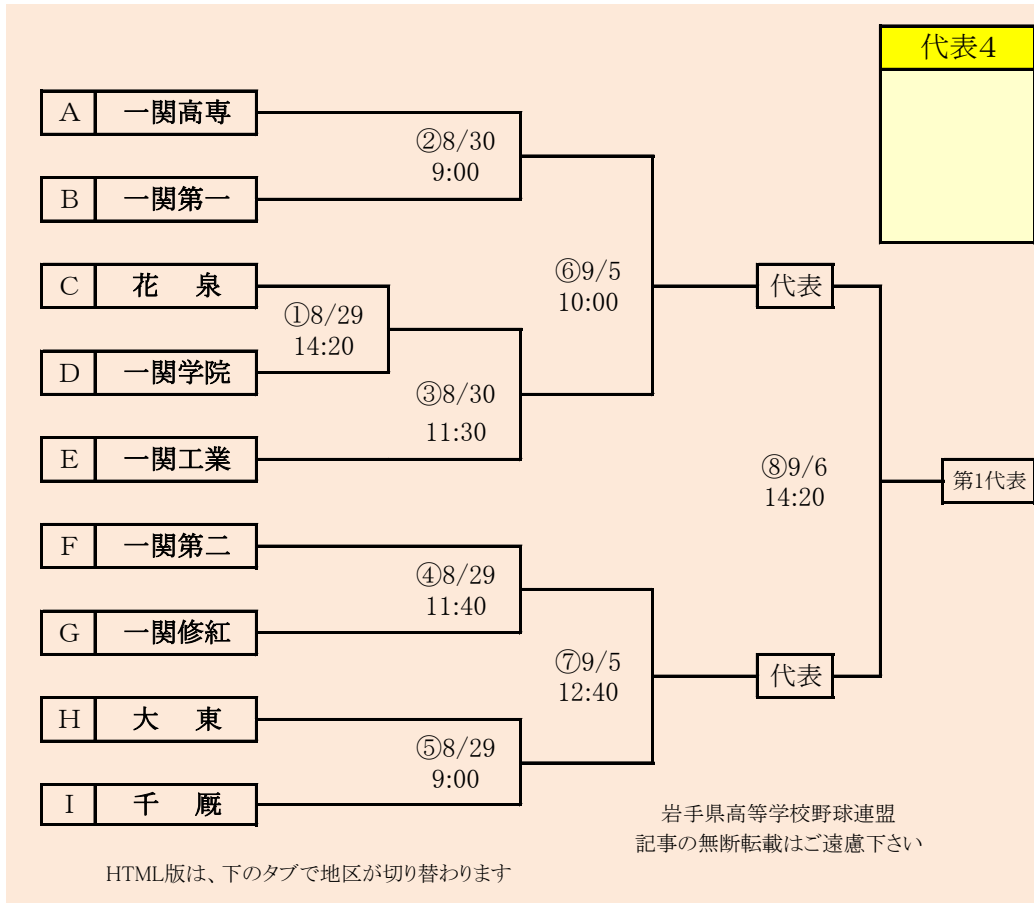 代表4
A 一関高専
②8/30
9:00
B 一関第一
C 花 泉
①8/29
14:20
D 一関学院
③8/30
11:30
E 一関工業
⑥9/5
10:00
代表
F 一関第二
④8/29
11:40
G 一関修紅
⑦9/5
12:40
代表
H 大 東
⑤8/29
9:00
I 千 厩
⑧9/6
14:20
第1代表
岩手県高等学校野球連盟
記事の無断転載はご遠慮下さい
HTML版は、下のタブで地区が切り替わります